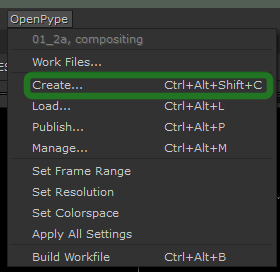 OpenPype
01_2a, compositing
Work Files...
Create... Ctrl+Alt+Shift+C
Load... Ctrl+Alt+L
Publish... Ctrl+Alt+P
Manage... Ctrl+Alt+M
Set Frame Range
Set Resolution
Set Colorspace
Apply All Settings
Build Workfile Ctrl+Alt+B